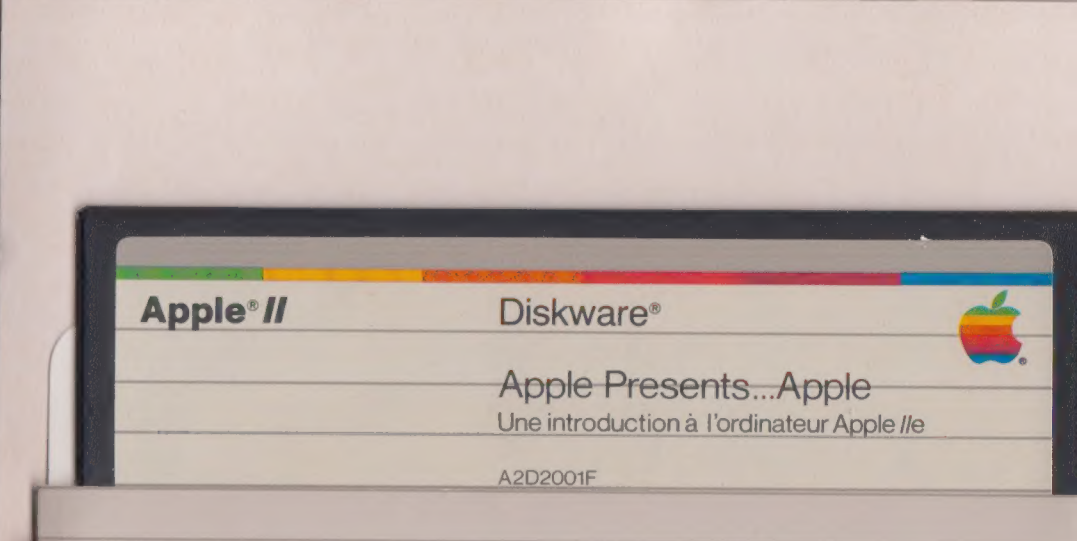 Apple® II
Diskware®
Apple Presents...Apple
Une introduction à l'ordinateur Apple IIe
A2D2001F